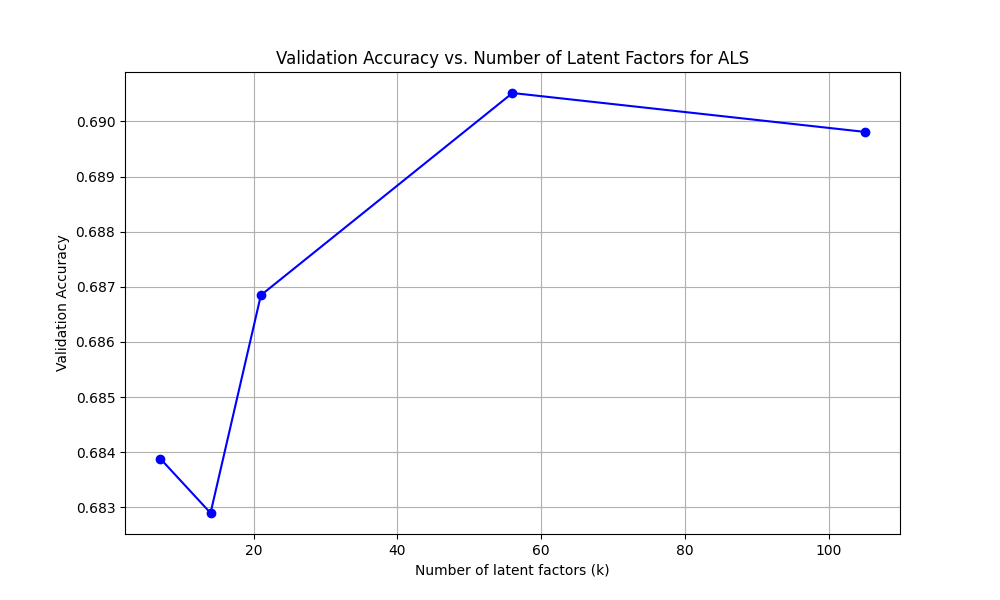 Validation Accuracy vs. Number of Latent Factors for ALS
0.690
0.689
0.688
0.687
0.686
0.685
0.684
0.683
Validation Accuracy
20 40 60 80 100
Number of latent factors (k)